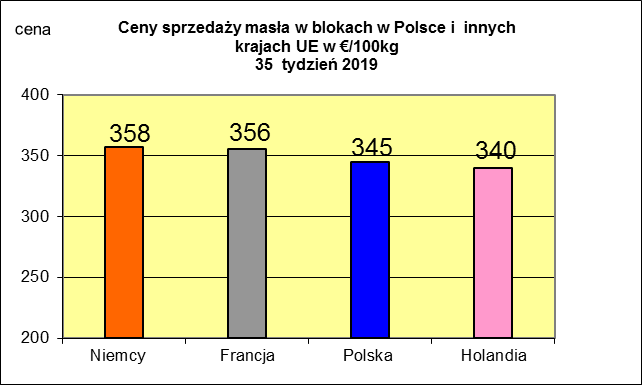 cena
Ceny sprzedaży masła w blokach w Polsce i innych
krajach UE w €/100kg
35 tydzień 2019
400
350
300
250
200
358
356
345
340
Niemcy
Francja
Polska
Holandia